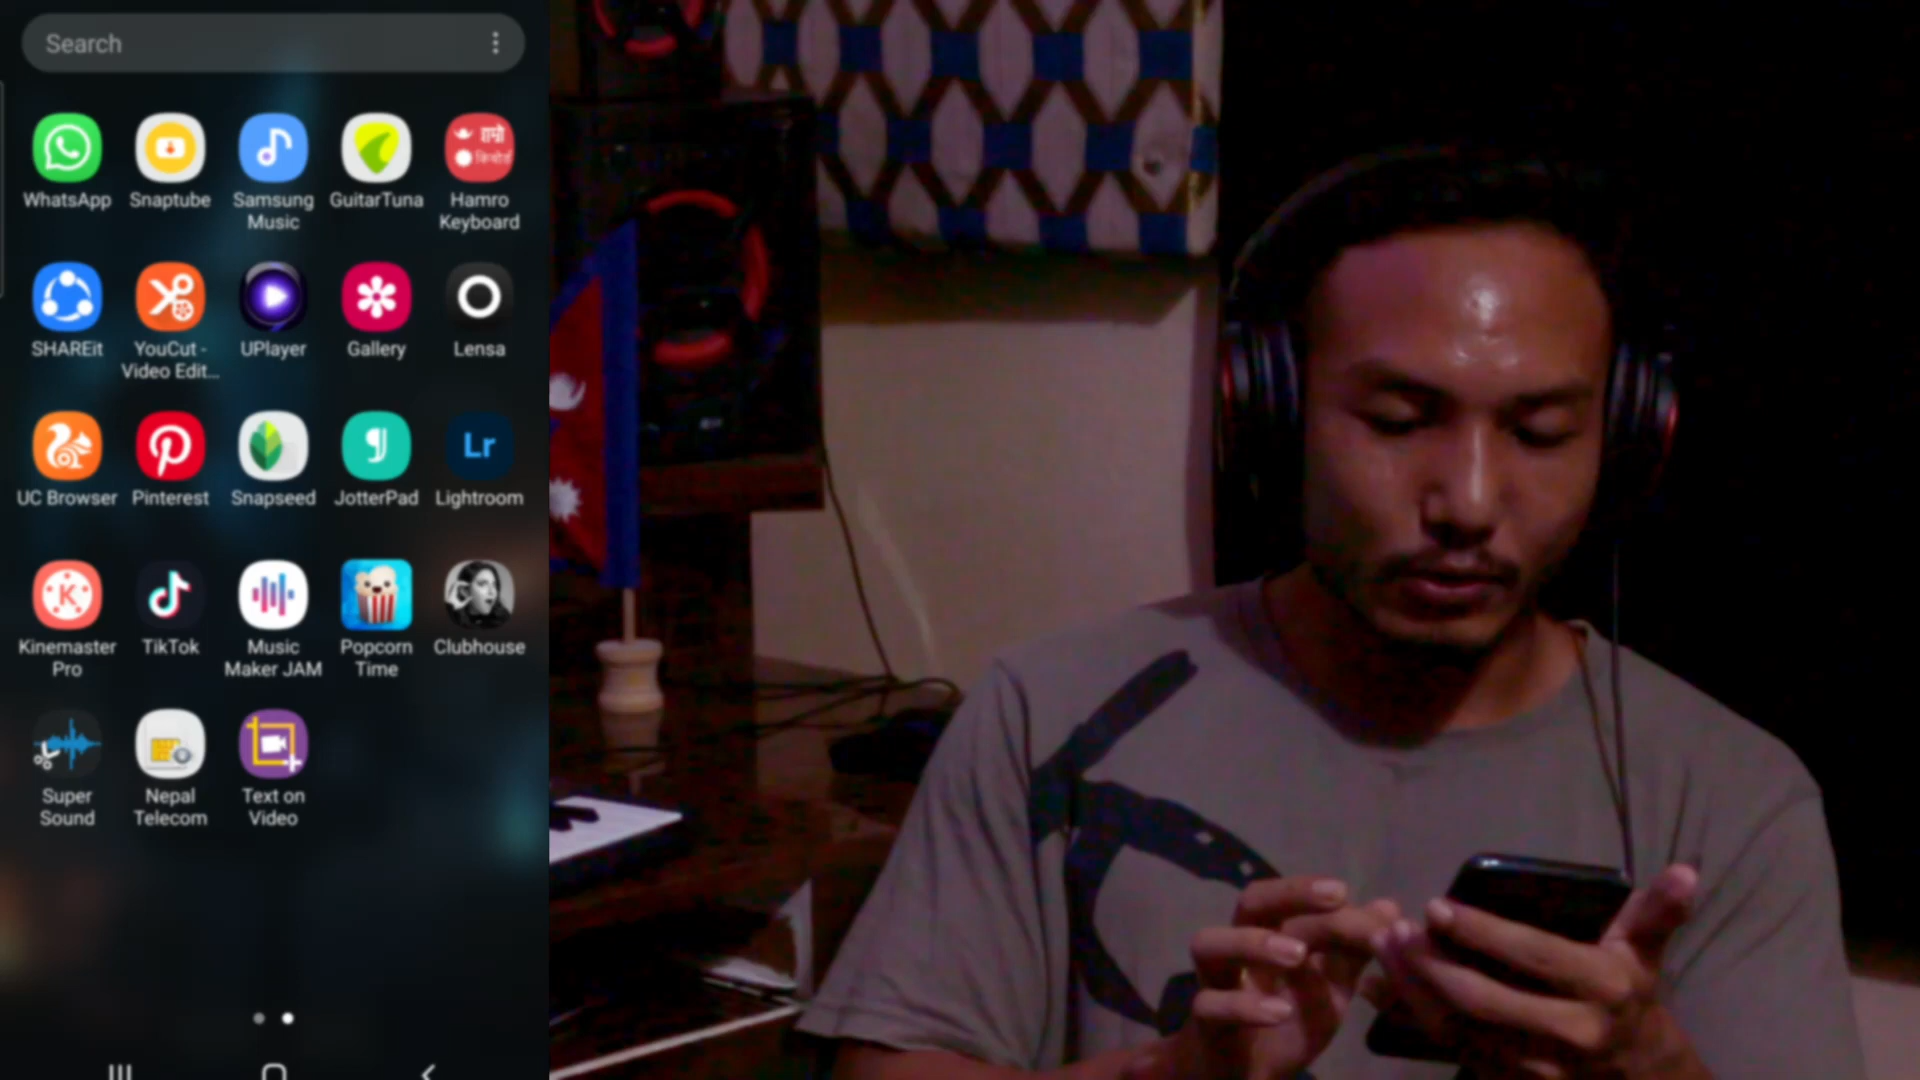 Search
WhatsApp
Snaptube
Samsung
Music
GuitarTuna
हाम्रो
किबोर्ड
Hamro
Keyboard
SHAREit
YouCut -
Video Edit...
UPlayer
Gallery
Lensa
UC Browser
Pinterest
Snapseed
JotterPad
Lr
Lightroom
K
Kinemaster
Pro
TikTok
Music
Maker JAM
Popcorn
Time
Clubhouse
Super
Sound
Nepal
Telecom
Text on
Video